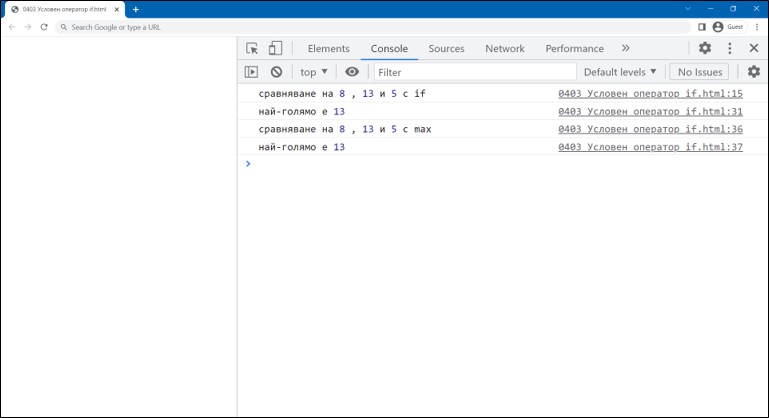 0403 Условен оператор if.html
Search Google or type a URL
Guest
Elements Console Sources Network Performance
top Filter Default levels No Issues
сравняване на 8 , 13 и 5 с if 0403 Условен оператор if.html:15
най-голямо е 13 0403 Условен оператор if.html:31
сравняване на 8 , 13 и 5 с max 0403 Условен оператор if.html:36
най-голямо е 13 0403 Условен оператор if.html:37